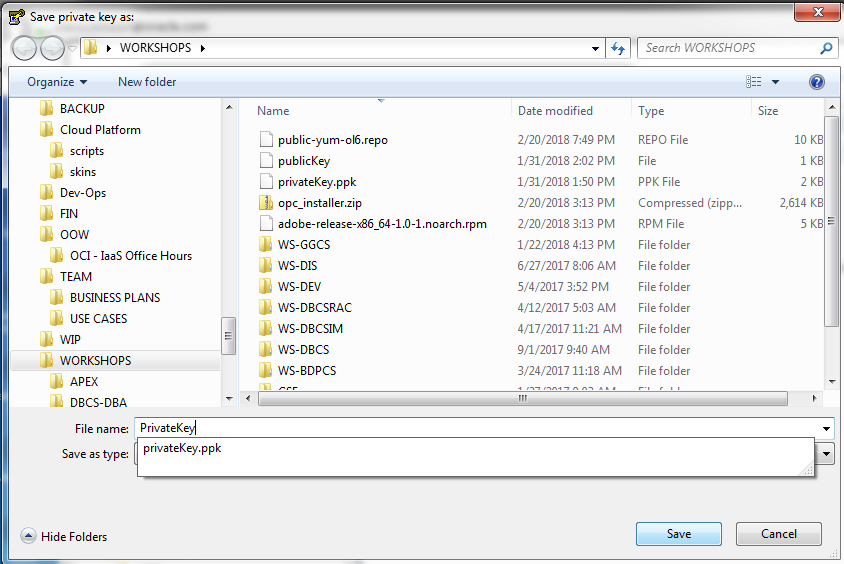 Save private key as:
WORKSHOPS
Search WORKSHOPS
Organize
New folder
BACKUP
Cloud Platform
scripts
skins
Dev-Ops
FIN
OOW
OCI - IaaS Office Hours
TEAM
BUSINESS PLANS
USE CASES
WIP
WORKSHOPS
APEX
DBCS-DBA
Name Date modified Type Size
public-yum-ol6.repo 2/20/2018 7:49 PM REPO File 10 KB
publicKey 1/31/2018 2:02 PM File 1 KB
privateKey.ppk 1/31/2018 1:50 PM PPK File 2 KB
opc_installer.zip 2/20/2018 3:13 PM Compressed (zipp... 2,614 KB
adobe-release-x86_64-1.0-1.noarch.rpm 2/20/2018 3:13 PM RPM File 5 KB
WS-GGCS 1/22/2018 4:13 PM File folder
WS-DIS 6/27/2017 8:06 AM File folder
WS-DEV 5/4/2017 3:52 PM File folder
WS-DBCSRAC 4/12/2017 5:03 AM File folder
WS-DBCSIM 4/17/2017 11:21 AM File folder
WS-DBCS 9/1/2017 9:40 AM File folder
WS-BDPCS 3/24/2017 11:18 AM File folder
File name: PrivateKey
Save as type:
privateKey.ppk
Hide Folders
Save
Cancel